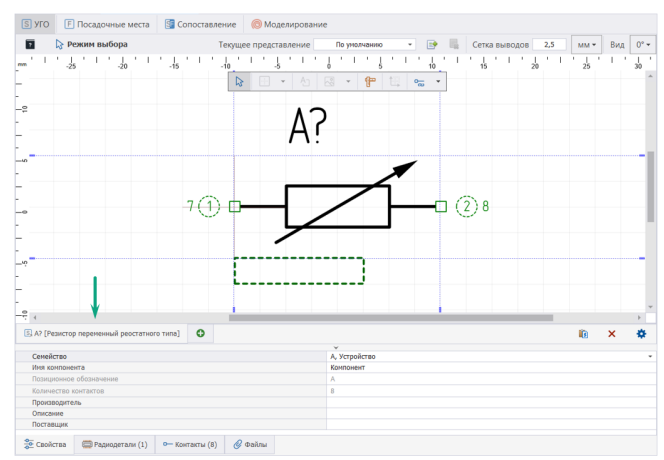 S УГО F Посадочные места Сопоставление Моделирование
? Режим выбора Текущее представление По умолчанию Сетка выводов 2,5 мм Вид 0°
mm -25 -20 -15 -10 -5 0 5 10 15 20 25 30
-10
A?
-5
7 1 2 8
-0
-5
-10
S A? [Резистор переменный реостатного типа]
Семейство A, Устройство
Имя компонента Компонент
Позиционное обозначение A
Количество контактов 8
Производитель
Описание
Поставщик
Свойства Радиодетали (1) Контакты (8) Файлы